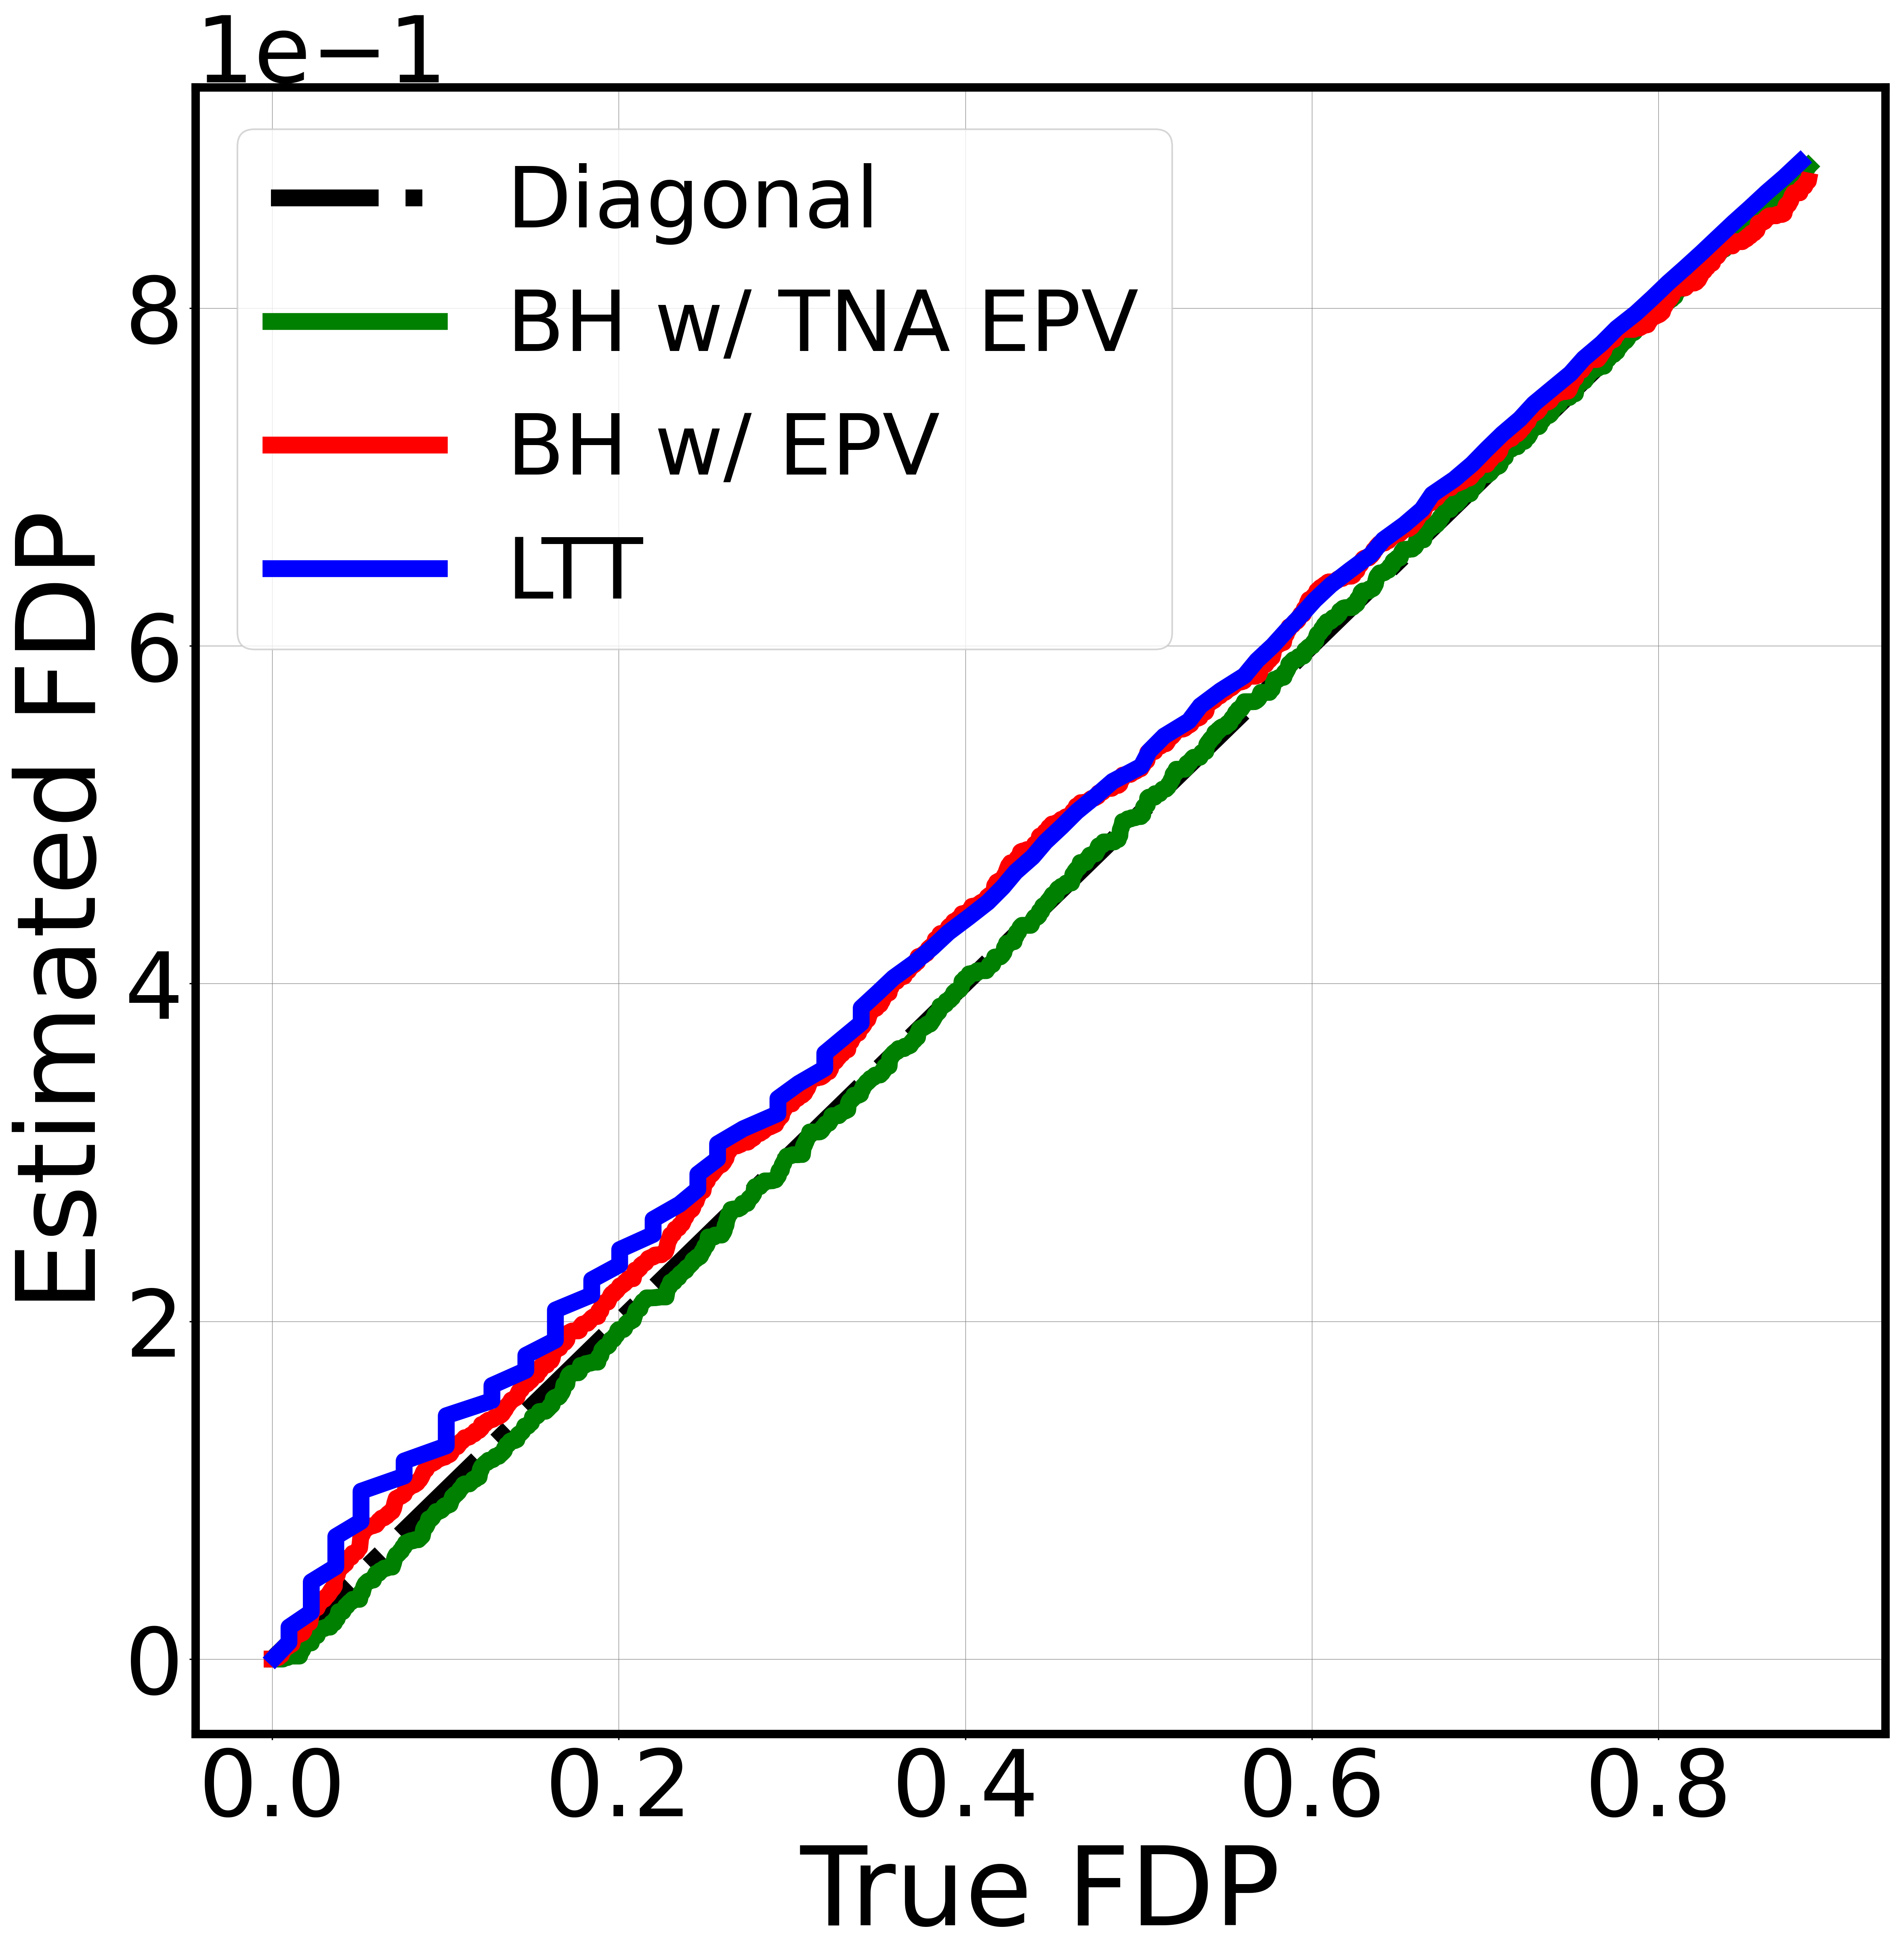 1e−1
Diagonal
BH w/ TNA EPV
BH w/ EPV
LTT
Estimated FDP
8
6
4
2
0
0.0 0.2 0.4 0.6 0.8
True FDP